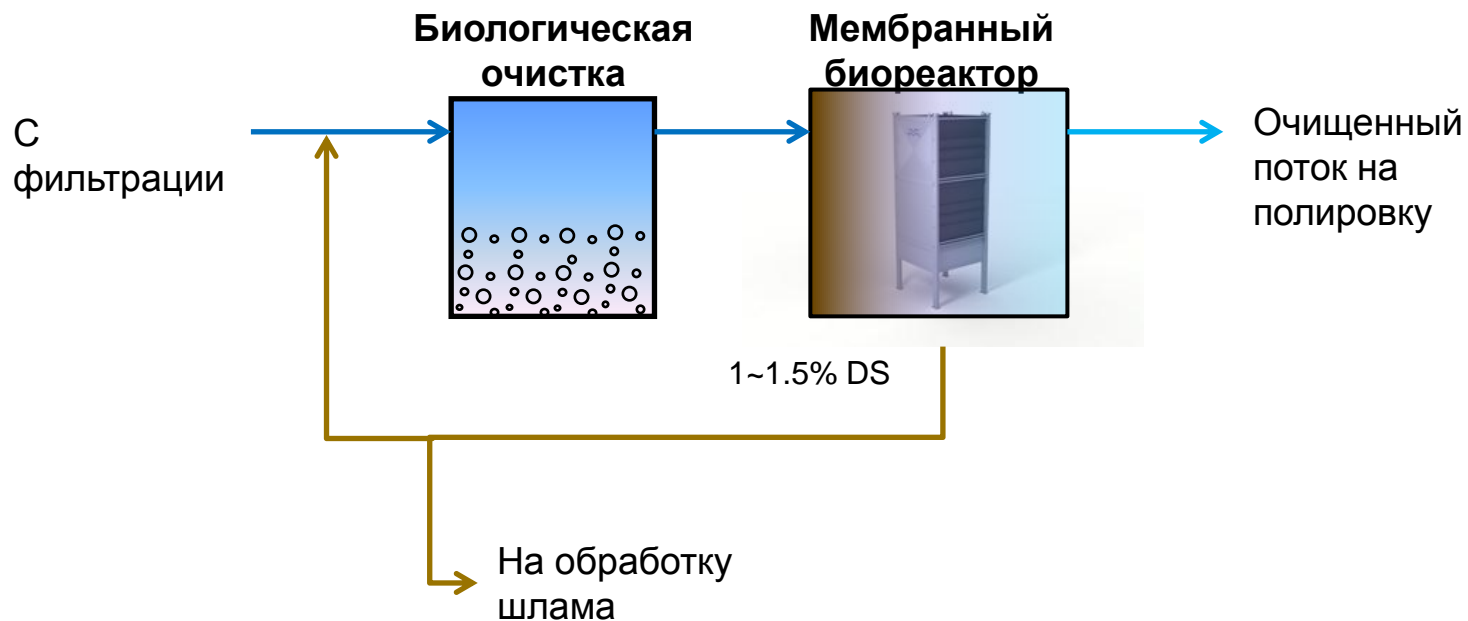 Биологическая
очистка
Мембранный
биореактор
С
фильтрации
Очищенный
поток на
полировку
1~1.5% DS
На обработку
шлама